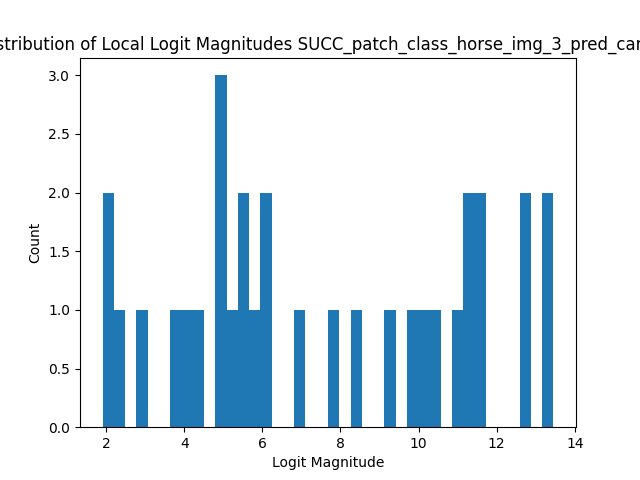 stribution of Local Logit Magnitudes SUCC_patch_class_horse_img_3_pred_car
3.0
2.5
2.0
1.5
1.0
0.5
0.0
Count
2 4 6 8 10 12 14
Logit Magnitude